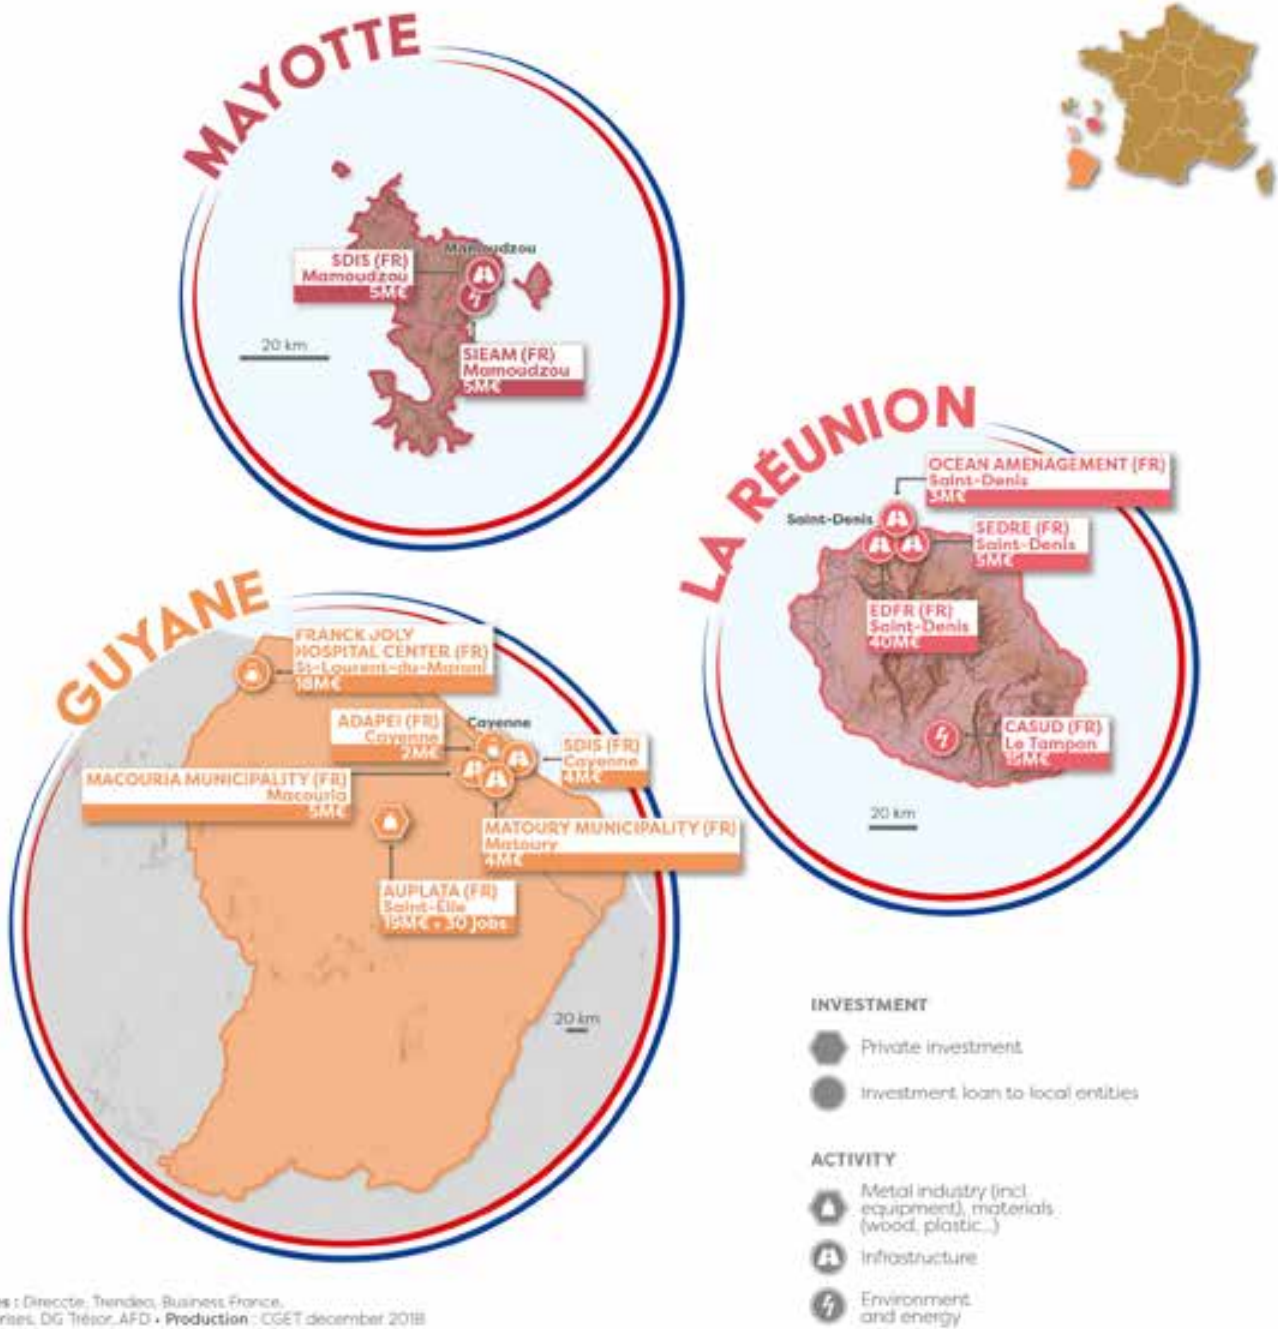 MAYOTTE
Mamoudzou
SDIS (FR)
Mamoudzou
5M€
20 km
SIEAM (FR)
Mamoudzou
5M€
LA RÉUNION
OCEAN AMENAGEMENT (FR)
Saint-Denis
3M€
Saint-Denis
SEDRE (FR)
Saint-Denis
5M€
EDFR (FR)
Saint-Denis
40M€
CASUD (FR)
Le Tampon
15M€
20 km
GUYANE
FRANCK JOLY
HOSPITAL CENTER (FR)
St-Laurent-du-Maroni
18M€
ADAPEI (FR)
Cayenne
2M€
Cayenne
SDIS (FR)
Cayenne
4M€
MACOURIA MUNICIPALITY (FR)
Macouria
5M€
MATOURY MUNICIPALITY (FR)
Matoury
4M€
AUPLATA (FR)
Saint-Élie
19M€ • 30 jobs
20 km
INVESTMENT
Private investment
Investment loan to local entities
ACTIVITY
Metal industry (incl.
equipment), materials
(wood, plastic...)
Infrastructure
Environment
and energy
es : Direccte, Trendeo, Business France,
rises, DG Trésor, AFD • Production : CGET december 2018